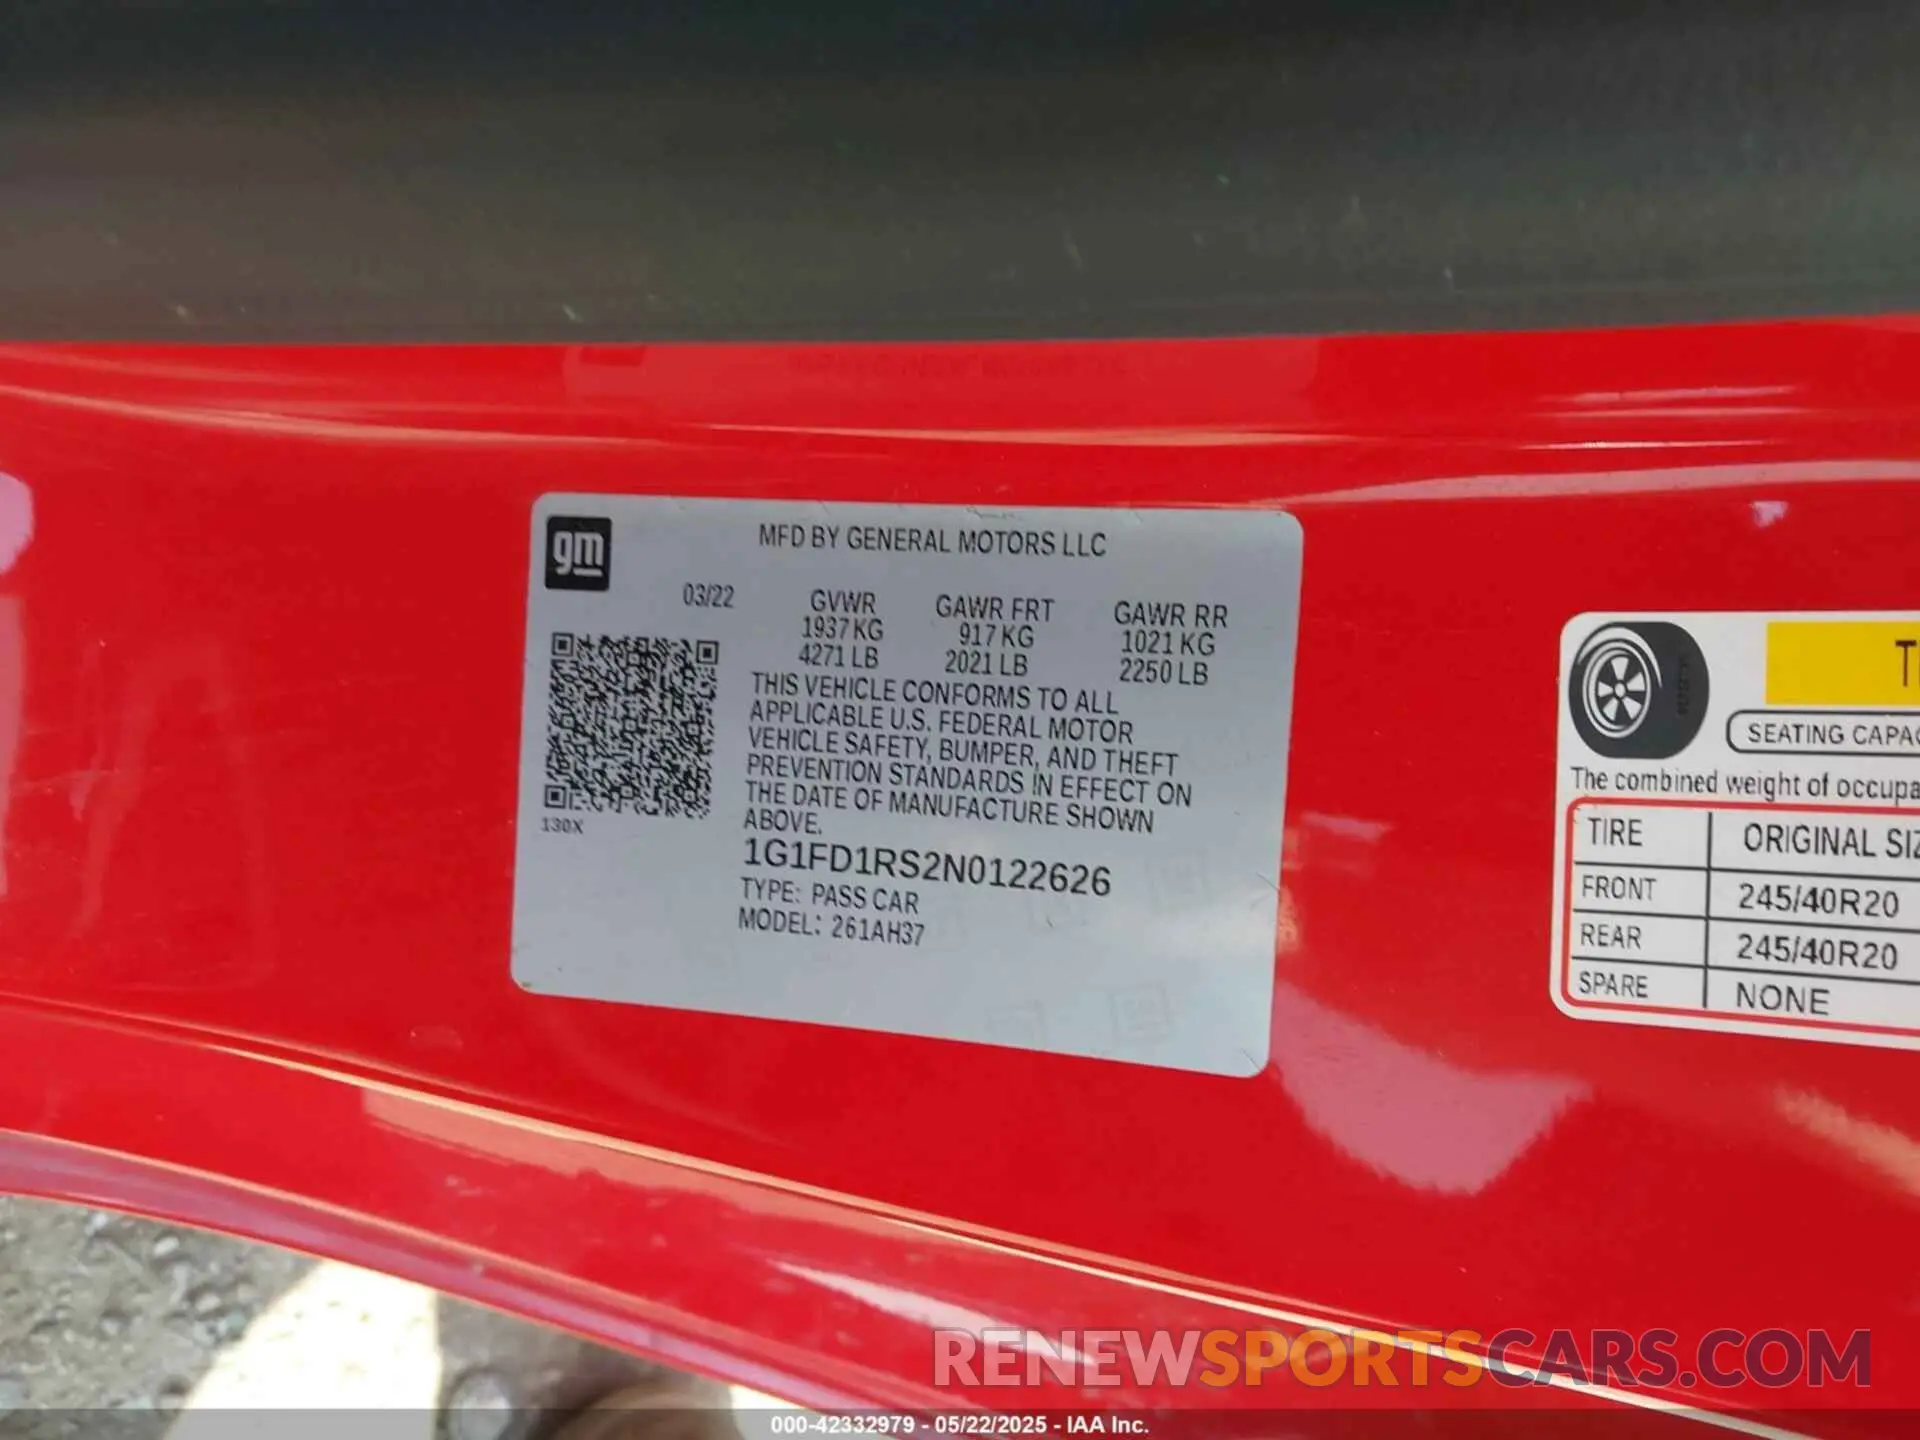 gm
MFD BY GENERAL MOTORS LLC
03/22
GVWR
1937 KG
4271 LB
GAWR FRT
917 KG
2021 LB
GAWR RR
1021 KG
2250 LB
THIS VEHICLE CONFORMS TO ALL
APPLICABLE U.S. FEDERAL MOTOR
VEHICLE SAFETY, BUMPER, AND THEFT
PREVENTION STANDARDS IN EFFECT ON
THE DATE OF MANUFACTURE SHOWN
ABOVE.
130X
1G1FD1RS2N0122626
TYPE: PASS CAR
MODEL: 261AH37
SEATING
The combined weight of
TIRE ORIGINAL
FRONT 245/40R20
REAR 245/40R20
SPARE NONE
RENEWSPORTSCARS.COM
000-42332979 - 05/22/2025 - IAA Inc.